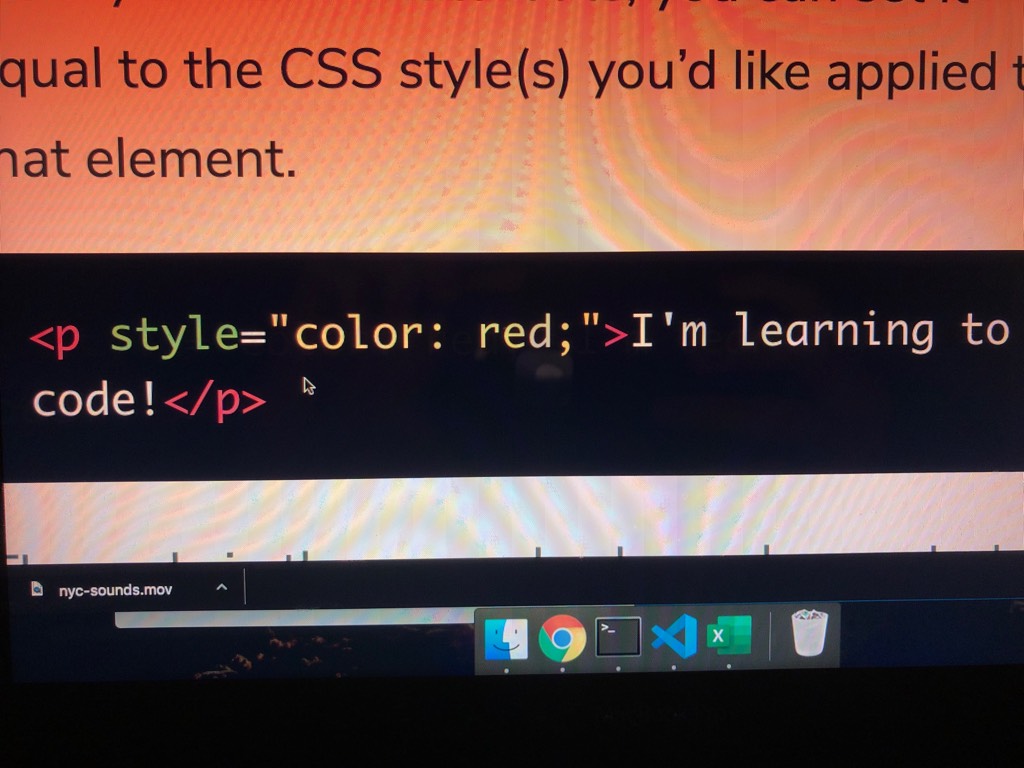 you can set it
qual to the CSS style(s) you’d like applied t
hat element.
<p style="color: red;">I'm learning to
code!</p>
nyc-sounds.mov
>_
X